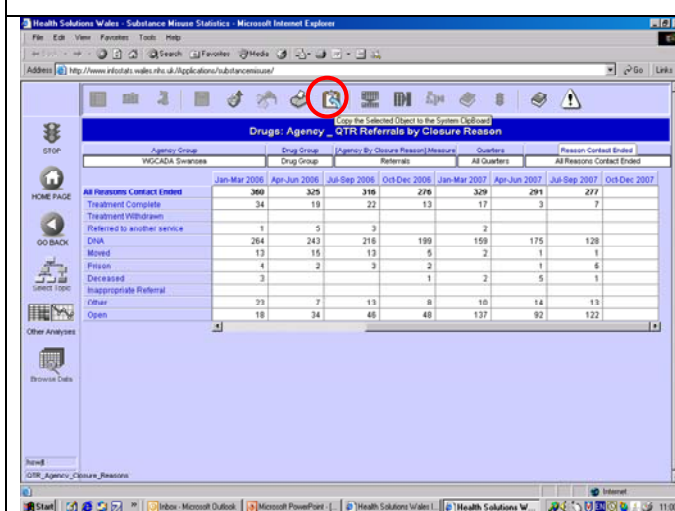 Health Solutions Wales - Substance Misuse Statistics - Microsoft Internet Explorer
File Edit View Favorites Tools Help
Search Favorites Media
Address http://www.infostats.wales.nhs.uk/Applications/substancemisuse/ Go Links
Copy the Selected Object to the System ClipBoard
STOP
Drugs: Agency _ QTR Referrals by Closure Reason
Agency Group Drug Group [Agency By Closure Reason].Measure Quarters Reason Contact Ended
WGCADA Swansea Drug Group Referrals All Quarters All Reasons Contact Ended
HOME PAGE
Jan-Mar 2006 Apr-Jun 2006 Jul-Sep 2006 Oct-Dec 2006 Jan-Mar 2007 Apr-Jun 2007 Jul-Sep 2007 Oct-Dec 2007
All Reasons Contact Ended 360 325 316 276 329 291 277
Treatment Complete 34 19 22 13 17 3 7
Treatment Withdrawn
Referred to another service 1 5 3 2
DNA 264 243 216 199 159 175 128
Moved 13 15 13 5 2 1 1
Prison 4 2 3 2 1 6
Deceased 3 1 2 5 1
Inappropriate Referral
Other 23 7 13 8 10 14 13
Open 18 34 46 48 137 92 122
GO BACK
Select Topic
Other Analyses
Browse Data
howd
QTR_Agency_Closure_Reasons
Internet
Start Inbox - Microsoft Outlook Microsoft PowerPoint - [... Health Solutions Wales I... Health Solutions W... 11:00